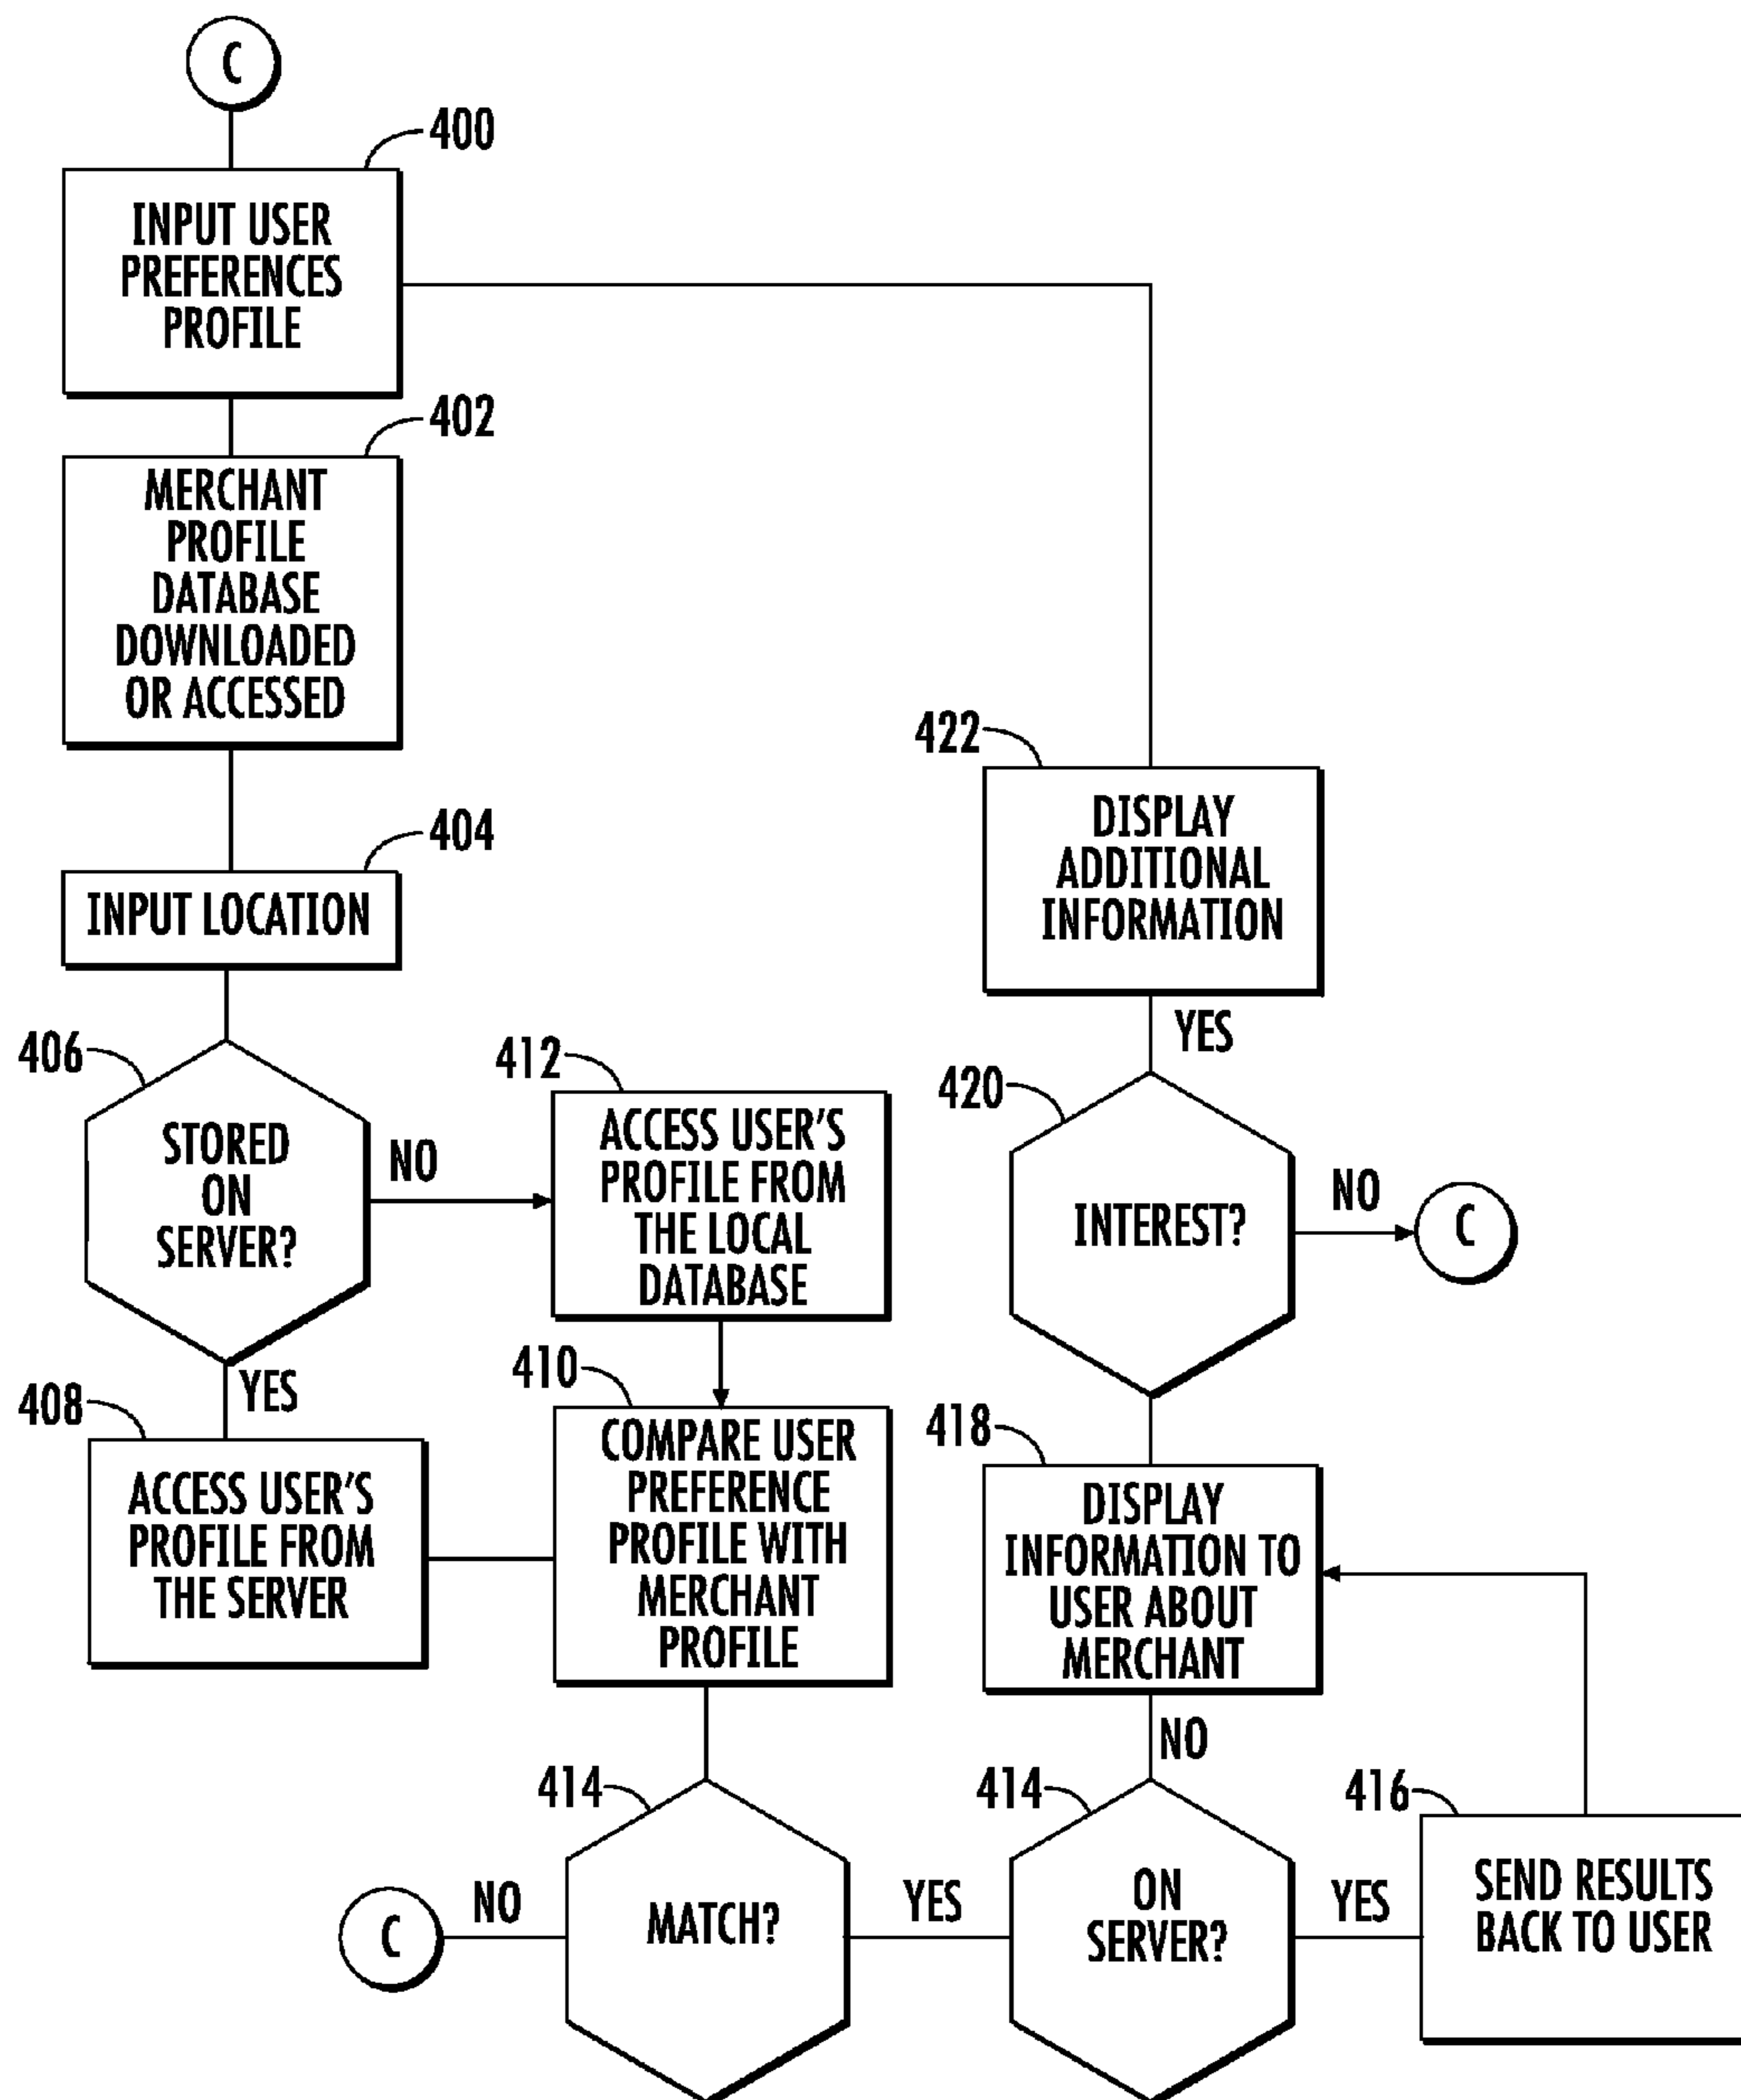 C
400
INPUT USER
PREFERENCES
PROFILE
402
MERCHANT
PROFILE
DATABASE
DOWNLOADED
OR ACCESSED
404
INPUT LOCATION
406
STORED
ON
SERVER?
NO
YES
408
ACCESS USER'S
PROFILE FROM
THE SERVER
412
ACCESS USER'S
PROFILE FROM
THE LOCAL
DATABASE
410
COMPARE USER
PREFERENCE
PROFILE WITH
MERCHANT
PROFILE
414
MATCH?
NO
C
YES
414
ON
SERVER?
YES
416
SEND RESULTS
BACK TO USER
NO
418
DISPLAY
INFORMATION TO
USER ABOUT
MERCHANT
420
INTEREST?
NO
C
YES
422
DISPLAY
ADDITIONAL
INFORMATION